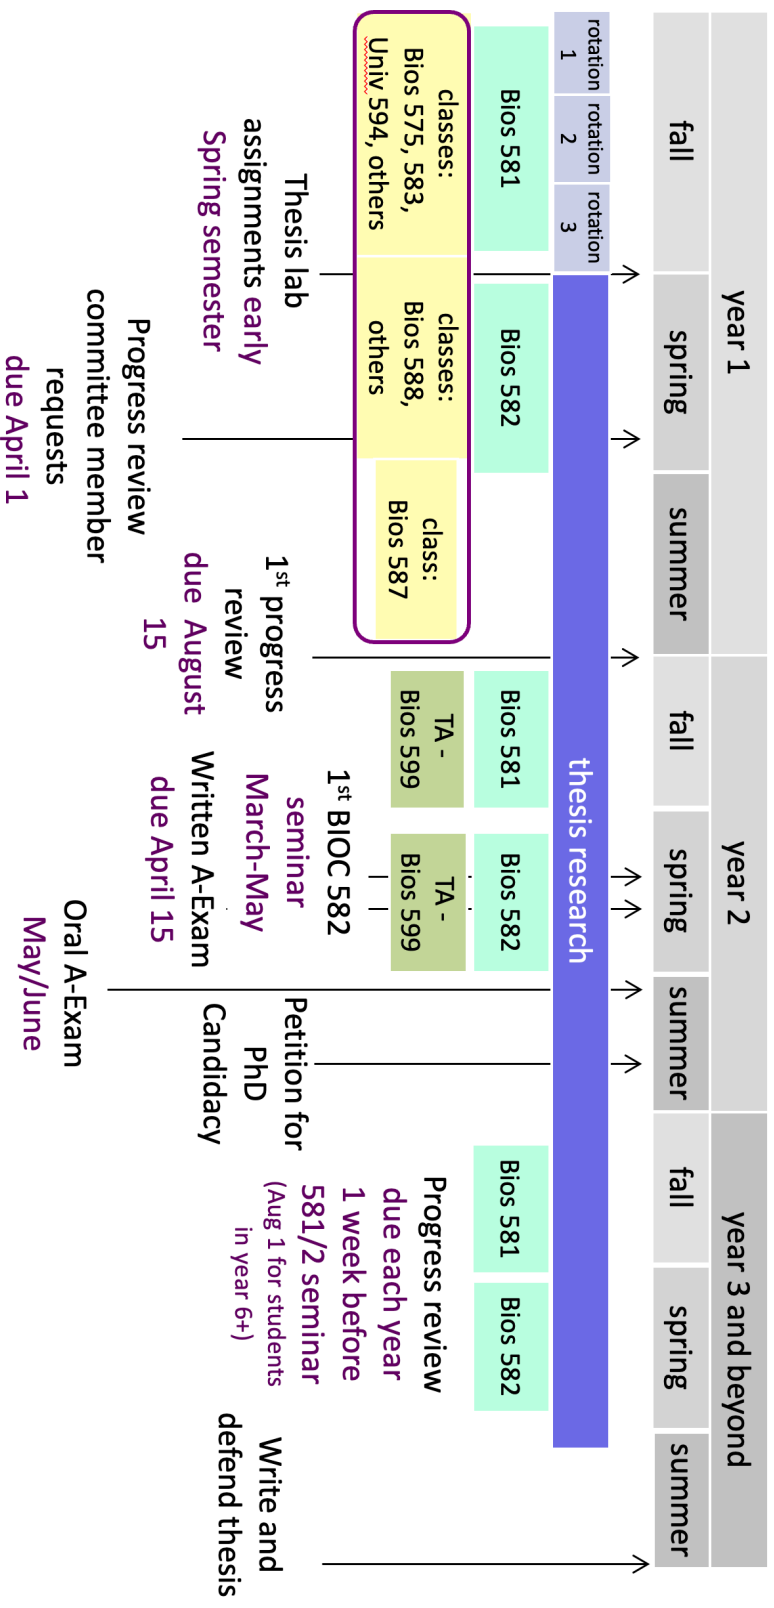 year 1
year 2
year 3 and beyond
fall
spring
summer
fall
spring
summer
fall
spring
summer
rotation
1
rotation
2
rotation
3
thesis research
Bios 581
Bios 582
Bios 581
Bios 582
Bios 581
Bios 582
classes:
Bios 575, 583,
Univ 594, others
classes:
Bios 588,
others
class:
Bios 587
TA -
Bios 599
TA -
Bios 599
Thesis lab
assignments early
Spring semester
Progress review
committee member
requests
due April 1
1st progress
review
due August
15
1st BIOC 582
seminar
March-May
Written A-Exam
due April 15
Oral A-Exam
May/June
Petition for
PhD
Candidacy
Progress review
due each year
1 week before
581/2 seminar
(Aug 1 for students
in year 6+)
Write and
defend thesis